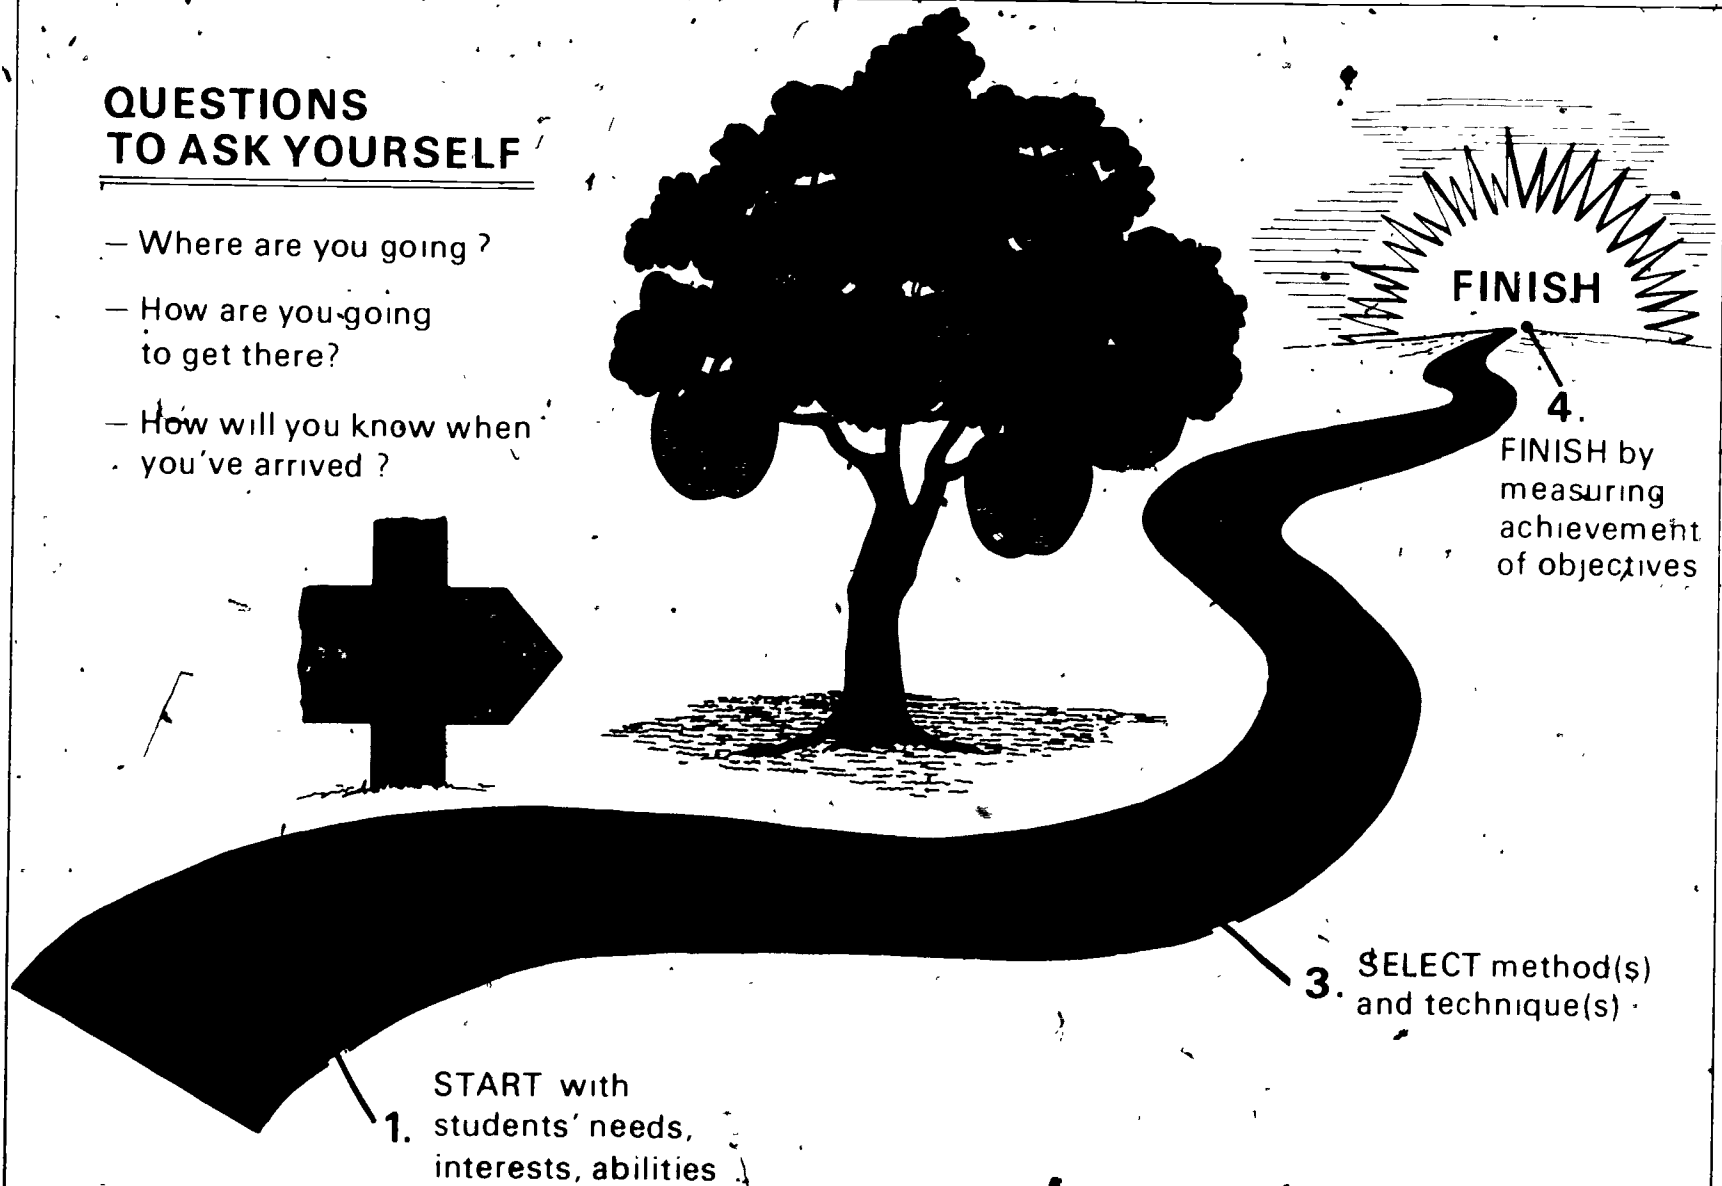 QUESTIONS
TO ASK YOURSELF
— Where are you going ?
— How are you going
to get there?
— How will you know when
you've arrived ?
FINISH
4.
FINISH by
measuring
achievement
of objectives
3. SELECT method(s)
and technique(s)
1. START with
students' needs,
interests, abilities